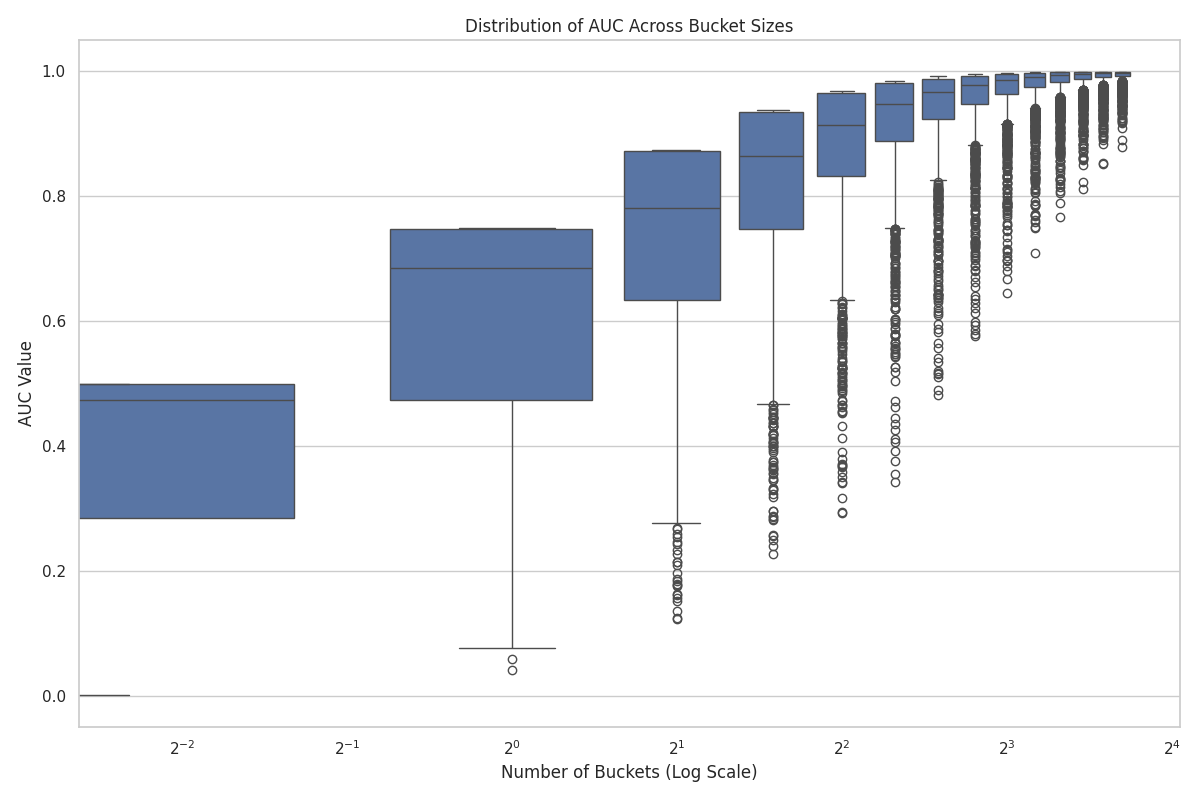 Distribution of AUC Across Bucket Sizes
AUC Value
1.0
0.8
0.6
0.4
0.2
0.0
2⁻² 2⁻¹ 2⁰ 2¹ 2² 2³ 2⁴
Number of Buckets (Log Scale)